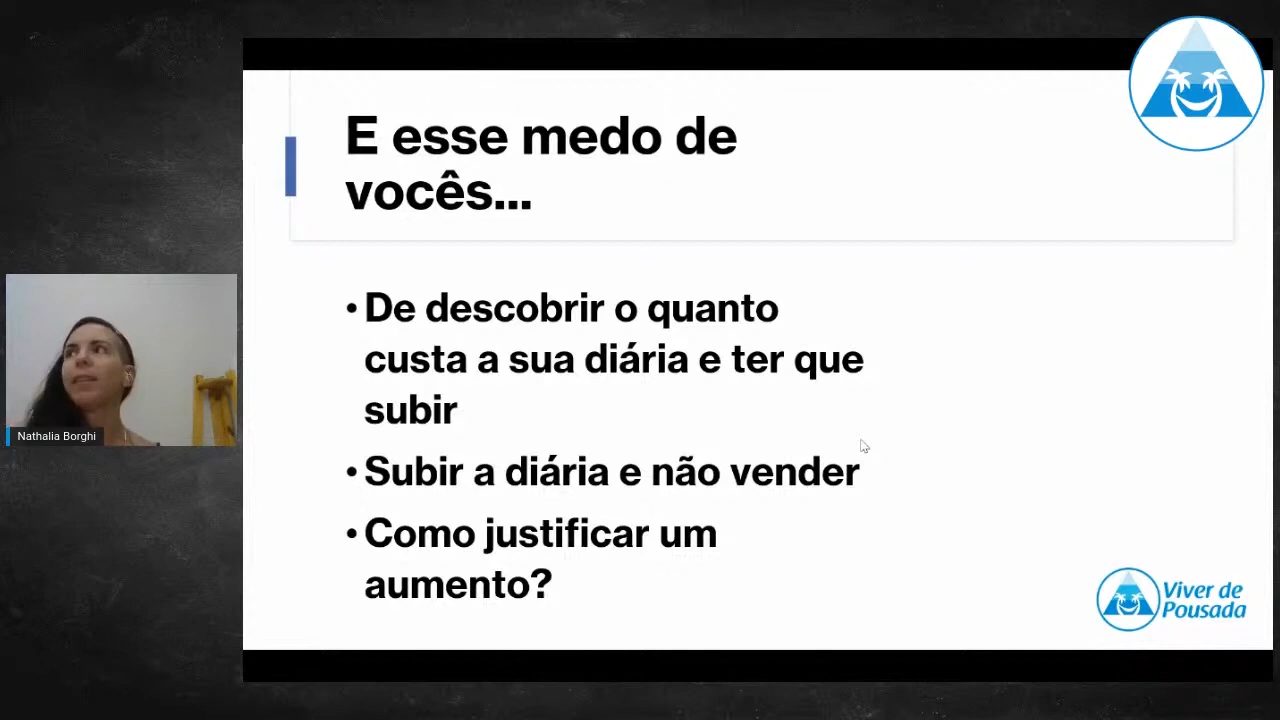 E esse medo de
vocês...
• De descobrir o quanto
custa a sua diária e ter que
subir
• Subir a diária e não vender
• Como justificar um
aumento?
Nathalia Borghi
Viver de
Pousada